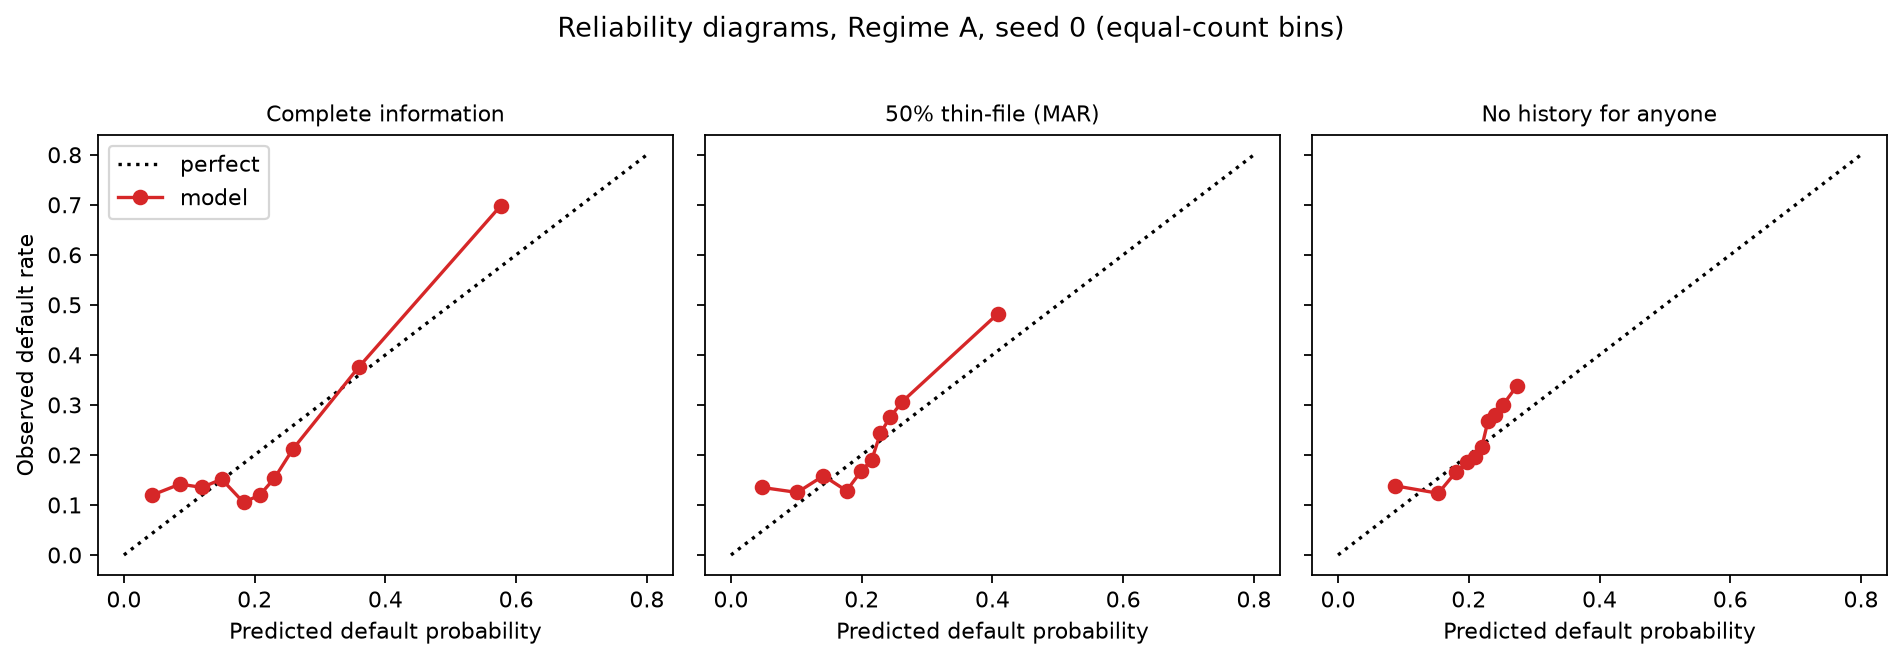 Reliability diagrams, Regime A, seed 0 (equal-count bins)
Complete information
50% thin-file (MAR)
No history for anyone
perfect
model
Observed default rate
0.8
0.7
0.6
0.5
0.4
0.3
0.2
0.1
0.0
0.0 0.2 0.4 0.6 0.8
0.0 0.2 0.4 0.6 0.8
0.0 0.2 0.4 0.6 0.8
Predicted default probability
Predicted default probability
Predicted default probability